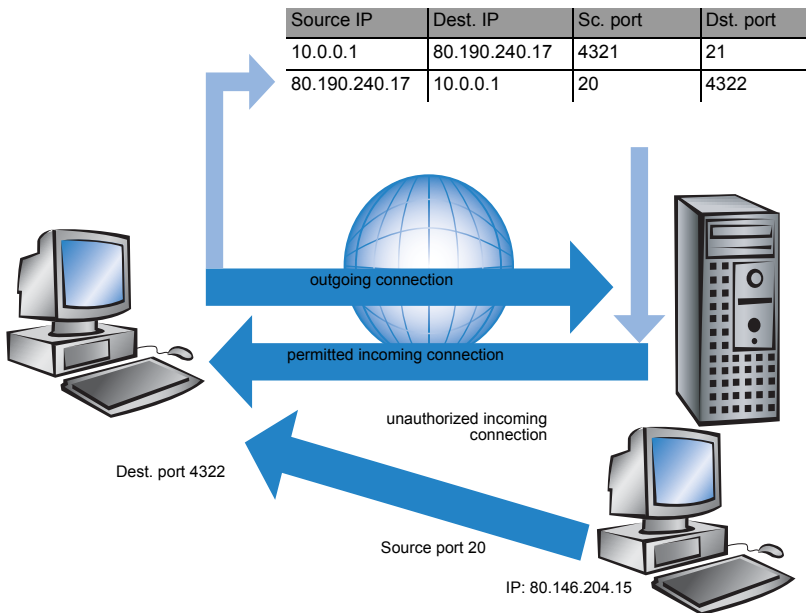 Source IP Dest. IP Sc. port Dst. port
10.0.0.1 80.190.240.17 4321 21
80.190.240.17 10.0.0.1 20 4322
outgoing connection
permitted incoming connection
unauthorized incoming
connection
Dest. port 4322
Source port 20
IP: 80.146.204.15